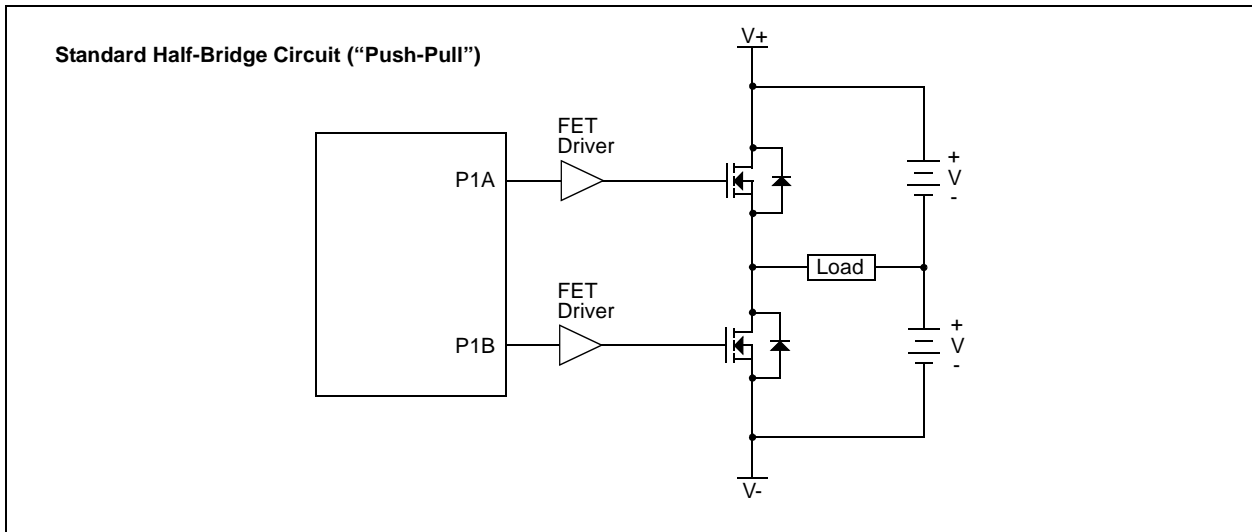 Standard Half-Bridge Circuit (“Push-Pull”)
V+
FET
Driver
P1A
+
V
-
Load
FET
Driver
P1B
+
V
-
V-